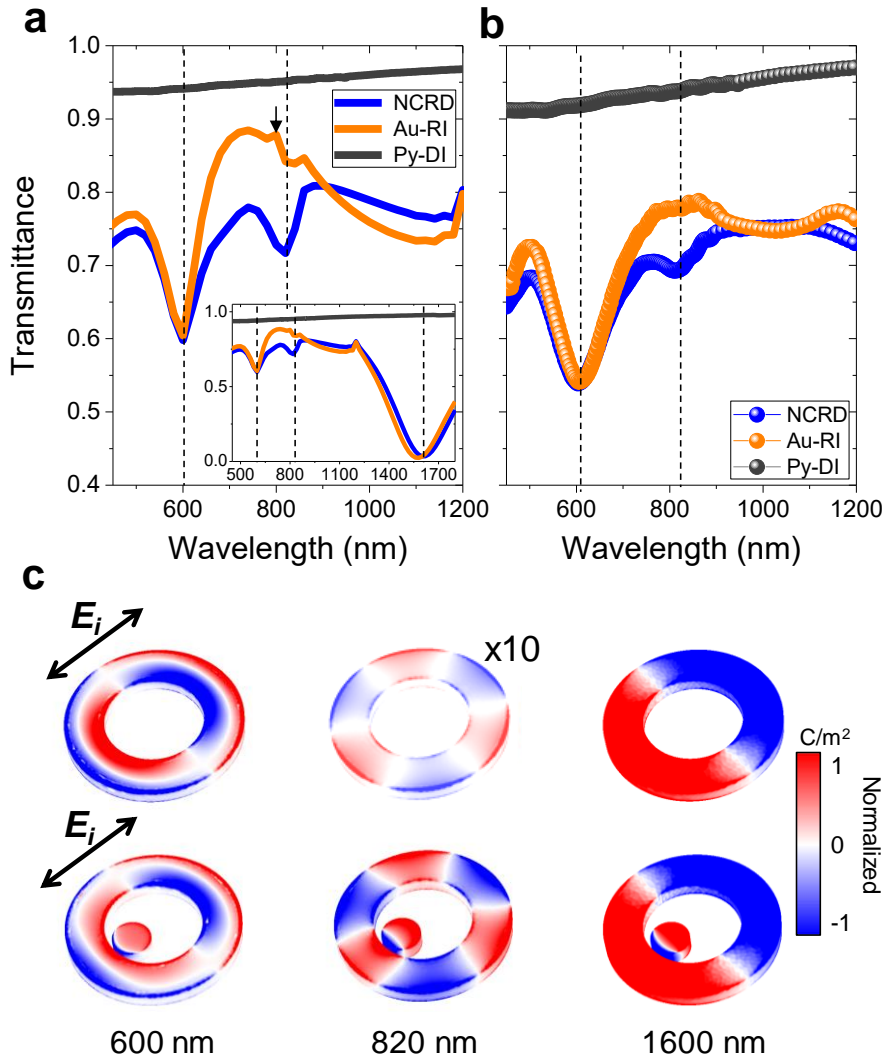 a
b
Transmittance
1.0
0.9
0.8
0.7
0.6
0.5
0.4
NCRD
Au-RI
Py-DI
1.0
0.5
0.0
450 800 1100 1400 1700
600 800 1000 1200
Wavelength (nm)
NCRD
Au-RI
Py-DI
600 800 1000 1200
Wavelength (nm)
c
E_i
x10
E_i
C/m²
1
0
-1
Normalized
600 nm
820 nm
1600 nm